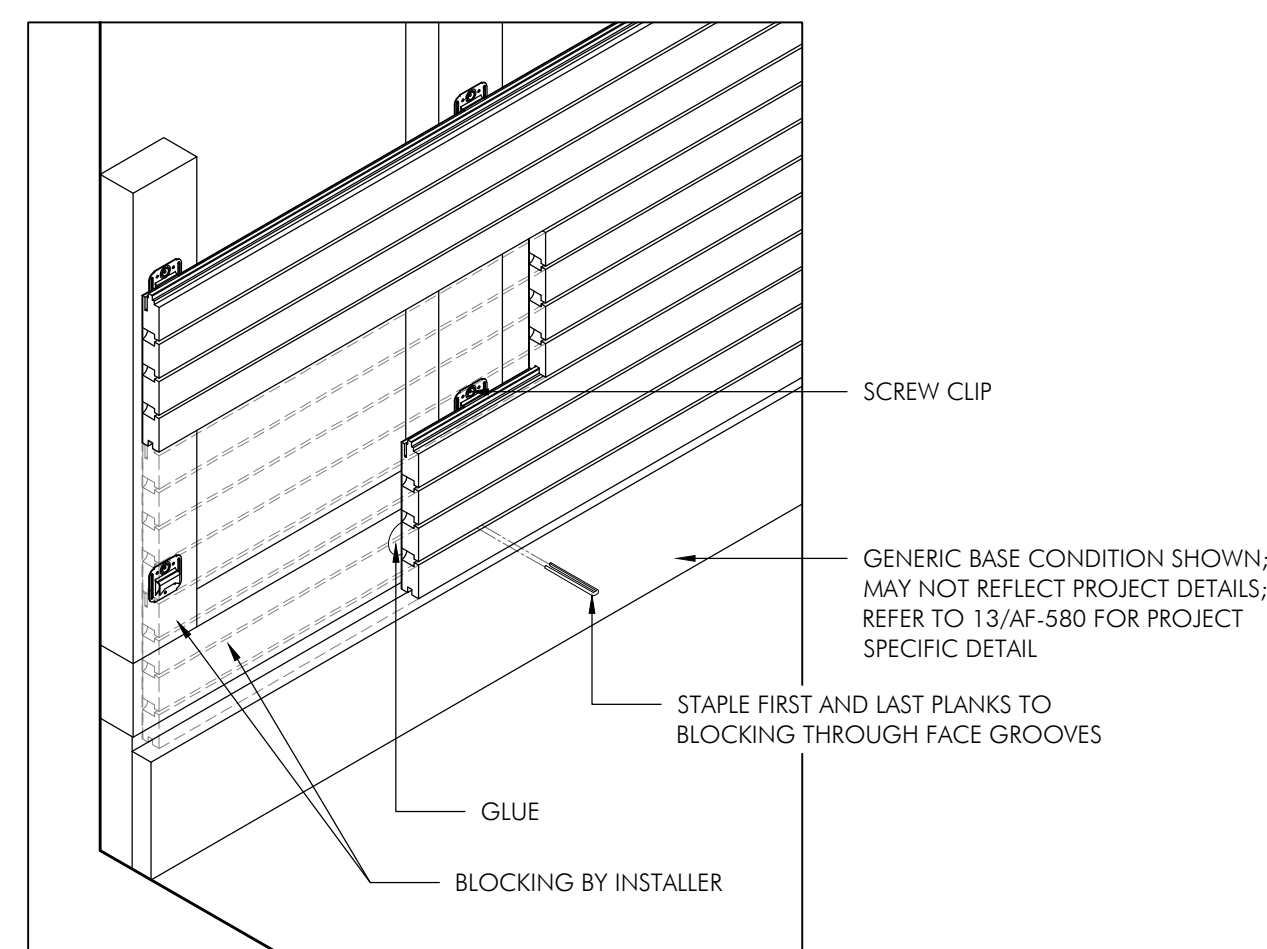 SCREW CLIP
GENERIC BASE CONDITION SHOWN;
MAY NOT REFLECT PROJECT DETAILS;
REFER TO 13/AF-580 FOR PROJECT
SPECIFIC DETAIL
STAPLE FIRST AND LAST PLANKS TO
BLOCKING THROUGH FACE GROOVES
GLUE
BLOCKING BY INSTALLER